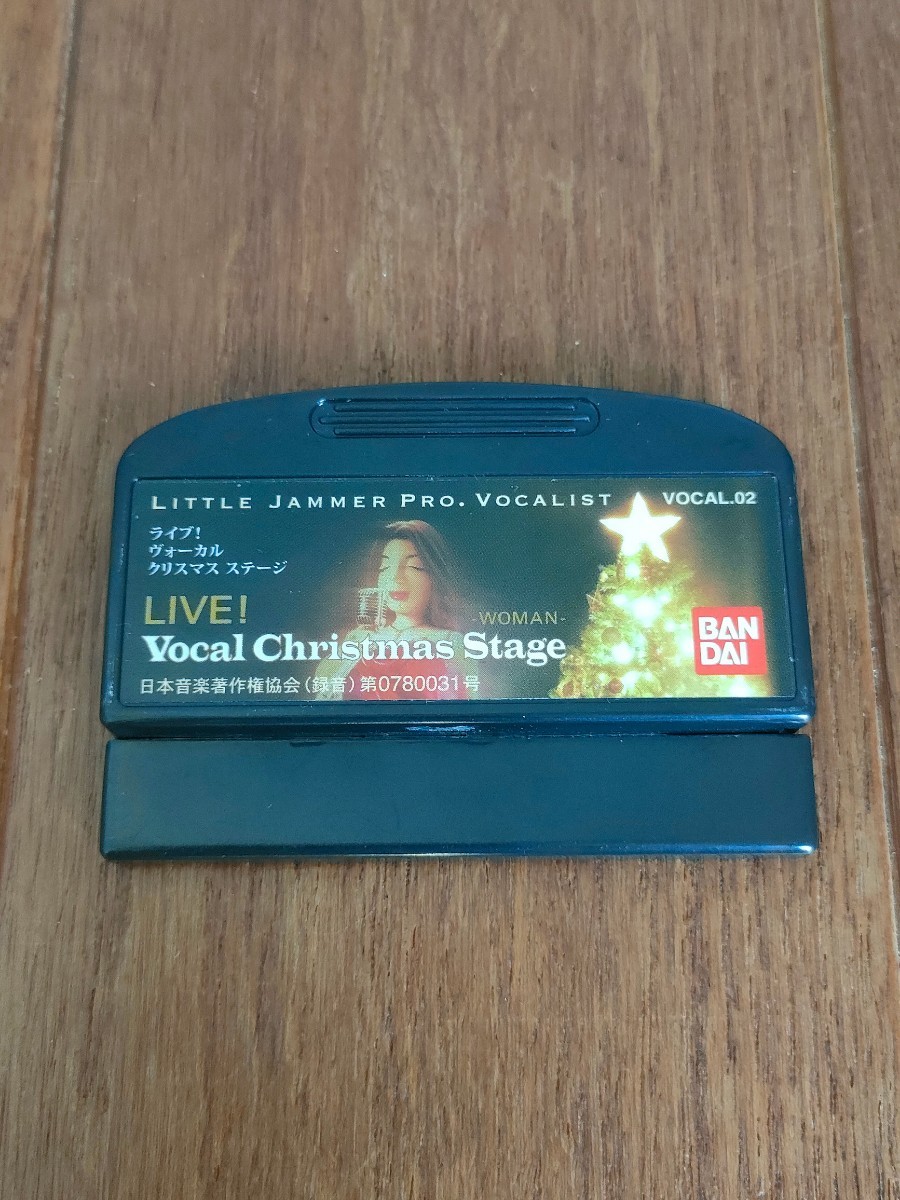 LITTLE JAMMER PRO. VOCALIST
VOCAL.02
ライブ!
ヴォーカル
クリスマス ステージ
LIVE!
-WOMAN-
Vocal Christmas Stage
BAN
DAI
日本音楽著作権協会(録音)第0780031号